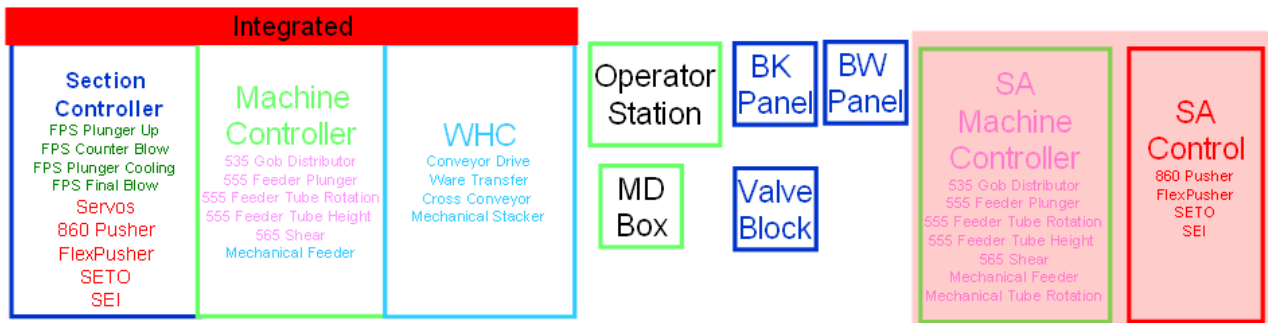 Integrated
Section
Controller
FPS Plunger Up
FPS Counter Blow
FPS Plunger Cooling
FPS Final Blow
Servos
860 Pusher
FlexPusher
SETO
SEI
Machine
Controller
535 Gob Distributor
555 Feeder Plunger
555 Feeder Tube Rotation
555 Feeder Tube Height
565 Shear
Mechanical Feeder
WHC
Conveyor Drive
Ware Transfer
Cross Conveyor
Mechanical Stacker
Operator
Station
MD
Box
BK
Panel
BW
Panel
Valve
Block
SA
Machine
Controller
535 Gob Distributor
555 Feeder Plunger
555 Feeder Tube Rotation
555 Feeder Tube Height
565 Shear
Mechanical Feeder
Mechanical Tube Rotation
SA
Control
860 Pusher
FlexPusher
SETO
SEI